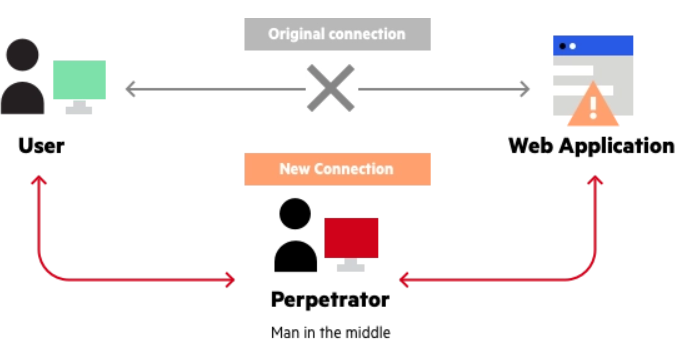 Original connection
User
Web Application
New Connection
Perpetrator
Man in the middle